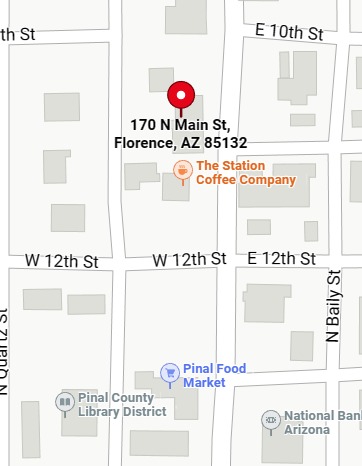 th St
E 10th St
170 N Main St,
Florence, AZ 85132
The Station
Coffee Company
W 12th St
W 12th St
E 12th St
N Baily St
N Quartz St
Pinal Food
Market
Pinal County
Library District
National Ban
Arizona